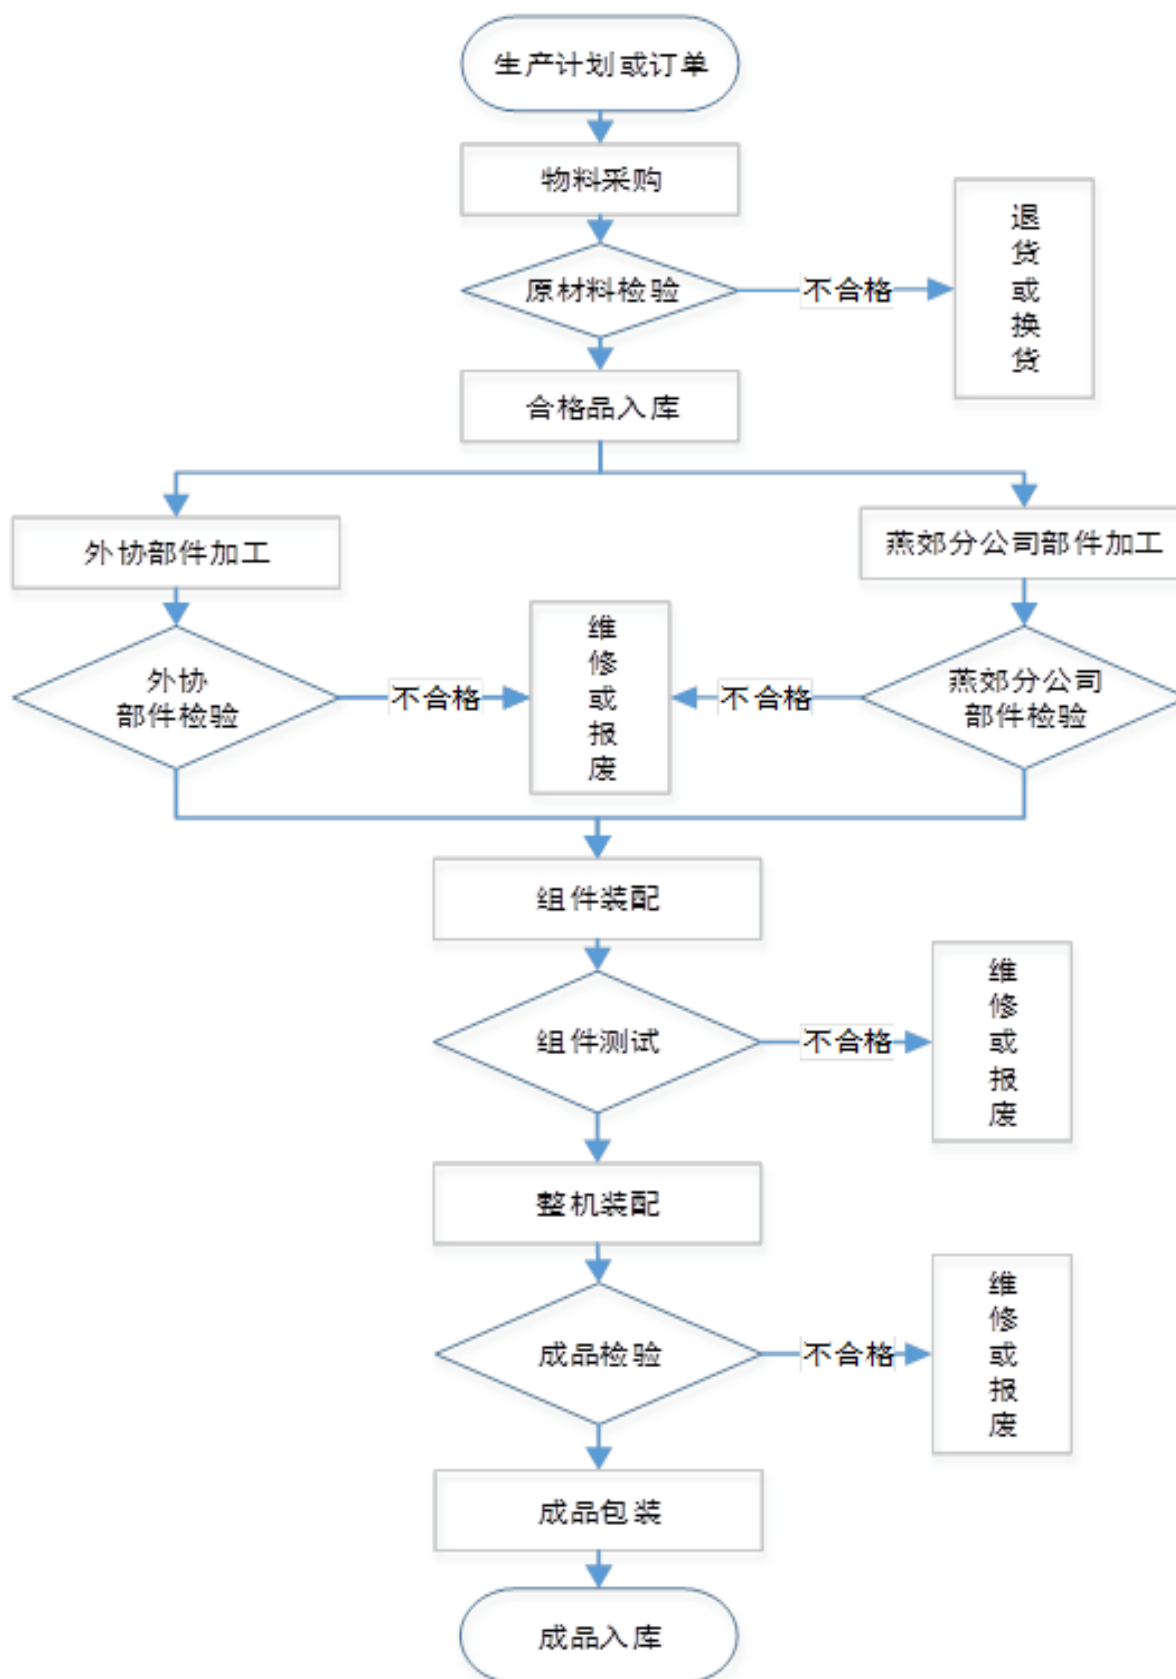 生产计划或订单
物料采购
原材料检验
不合格
退
货
或
换
货
合格品入库
外协部件加工
燕郊分公司部件加工
外协
部件检验
不合格
维
修
或
报
废
不合格
燕郊分公司
部件检验
组件装配
组件测试
不合格
维
修
或
报
废
整机装配
成品检验
不合格
维
修
或
报
废
成品包装
成品入库